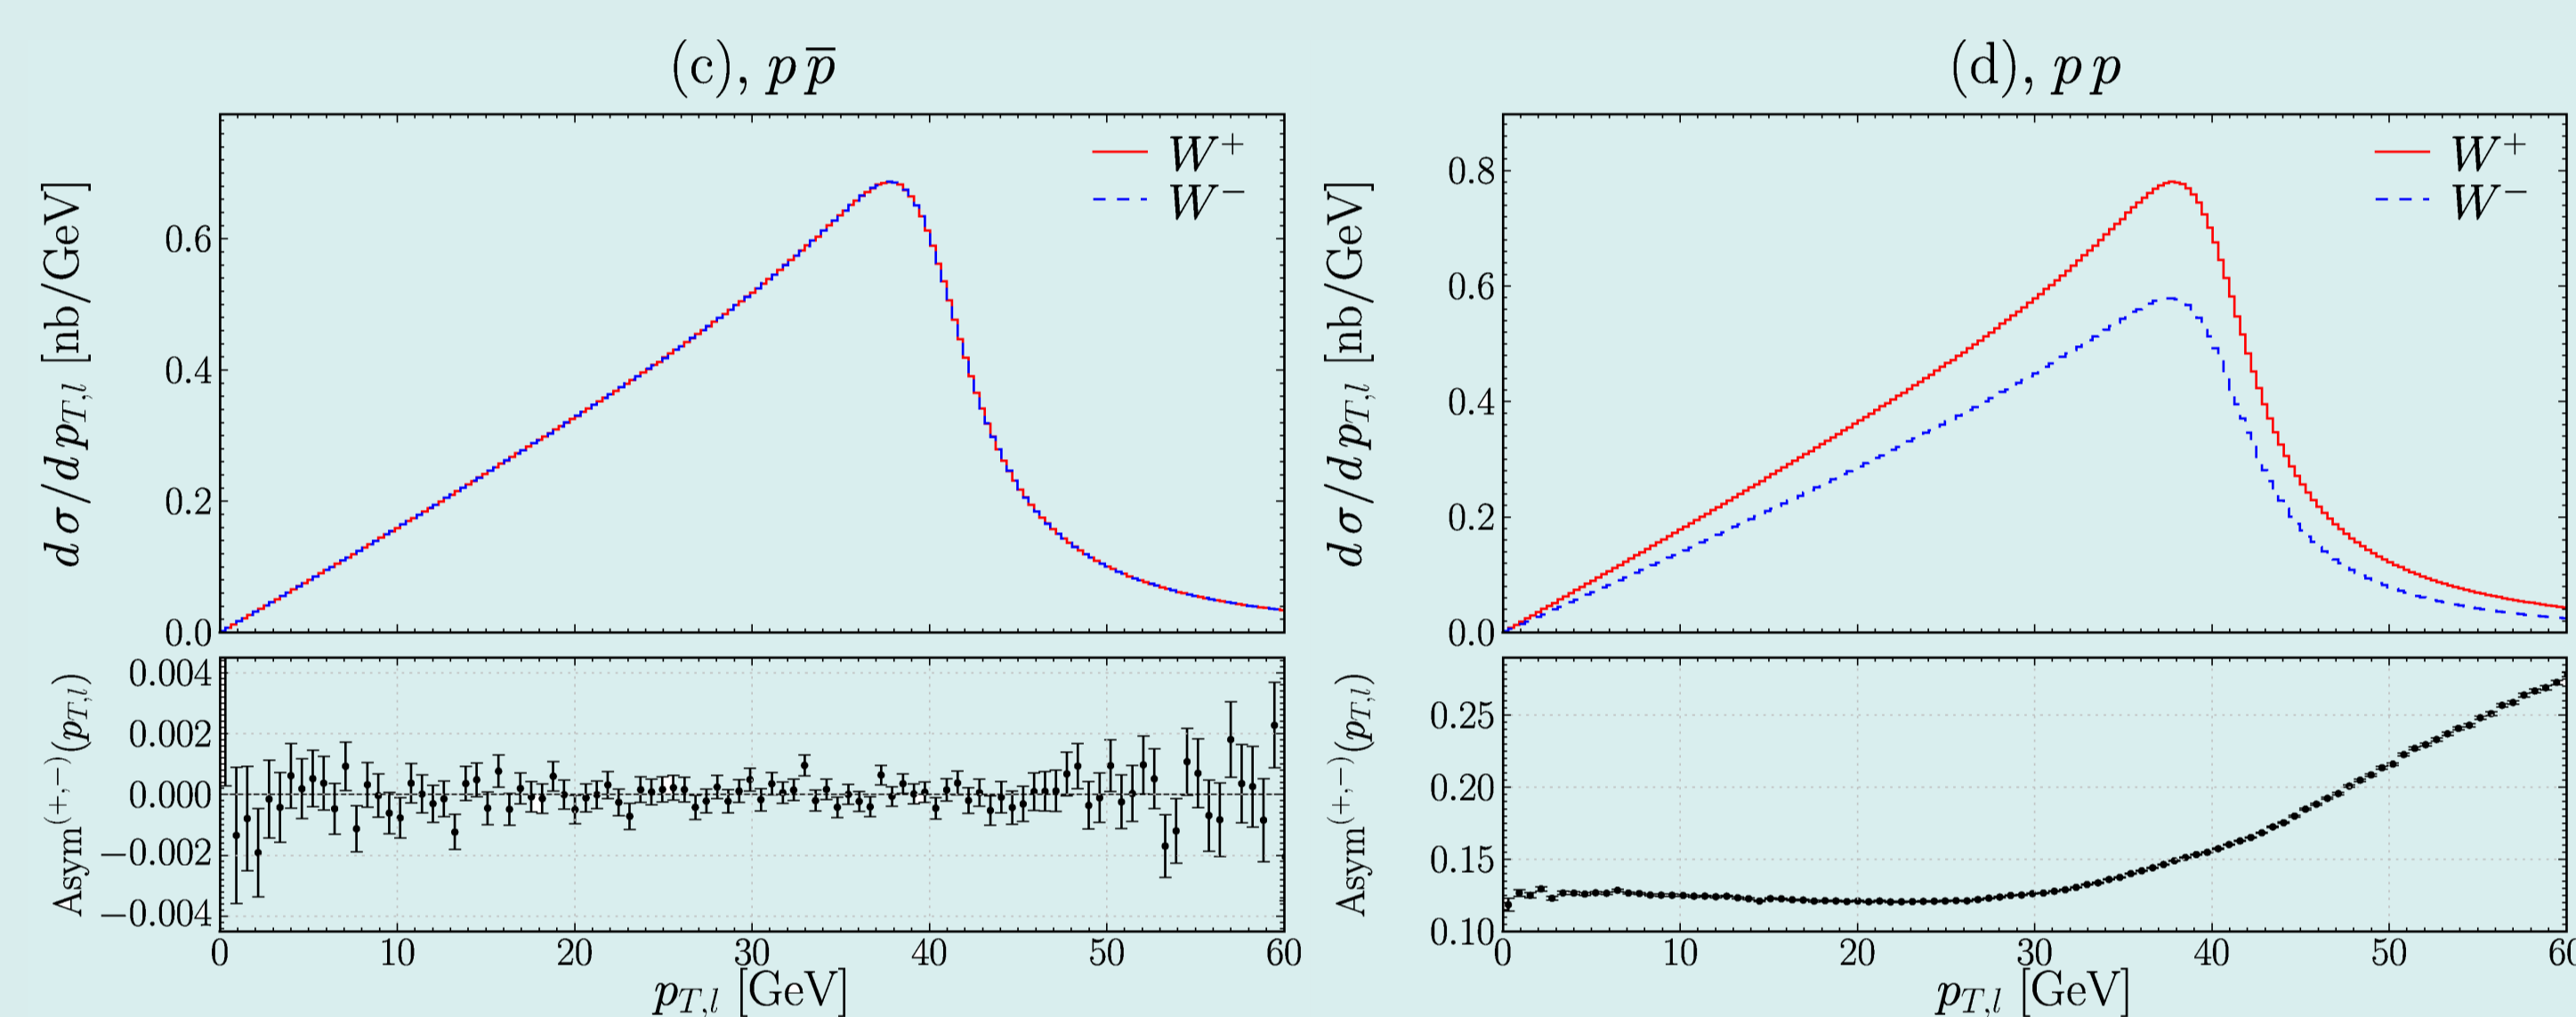 (c), p p̅
W⁺
W⁻
dσ/dp_{T,l} [nb/GeV]
0.6
0.4
0.2
0.0
Asym^{(+,−)}(p_{T,l})
0.004
0.002
0.000
−0.002
−0.004
0 10 20 30 40 50 60
p_{T,l} [GeV]
(d), p p
W⁺
W⁻
dσ/dp_{T,l} [nb/GeV]
0.8
0.6
0.4
0.2
0.0
Asym^{(+,−)}(p_{T,l})
0.25
0.20
0.15
0.10
0 10 20 30 40 50 60
p_{T,l} [GeV]